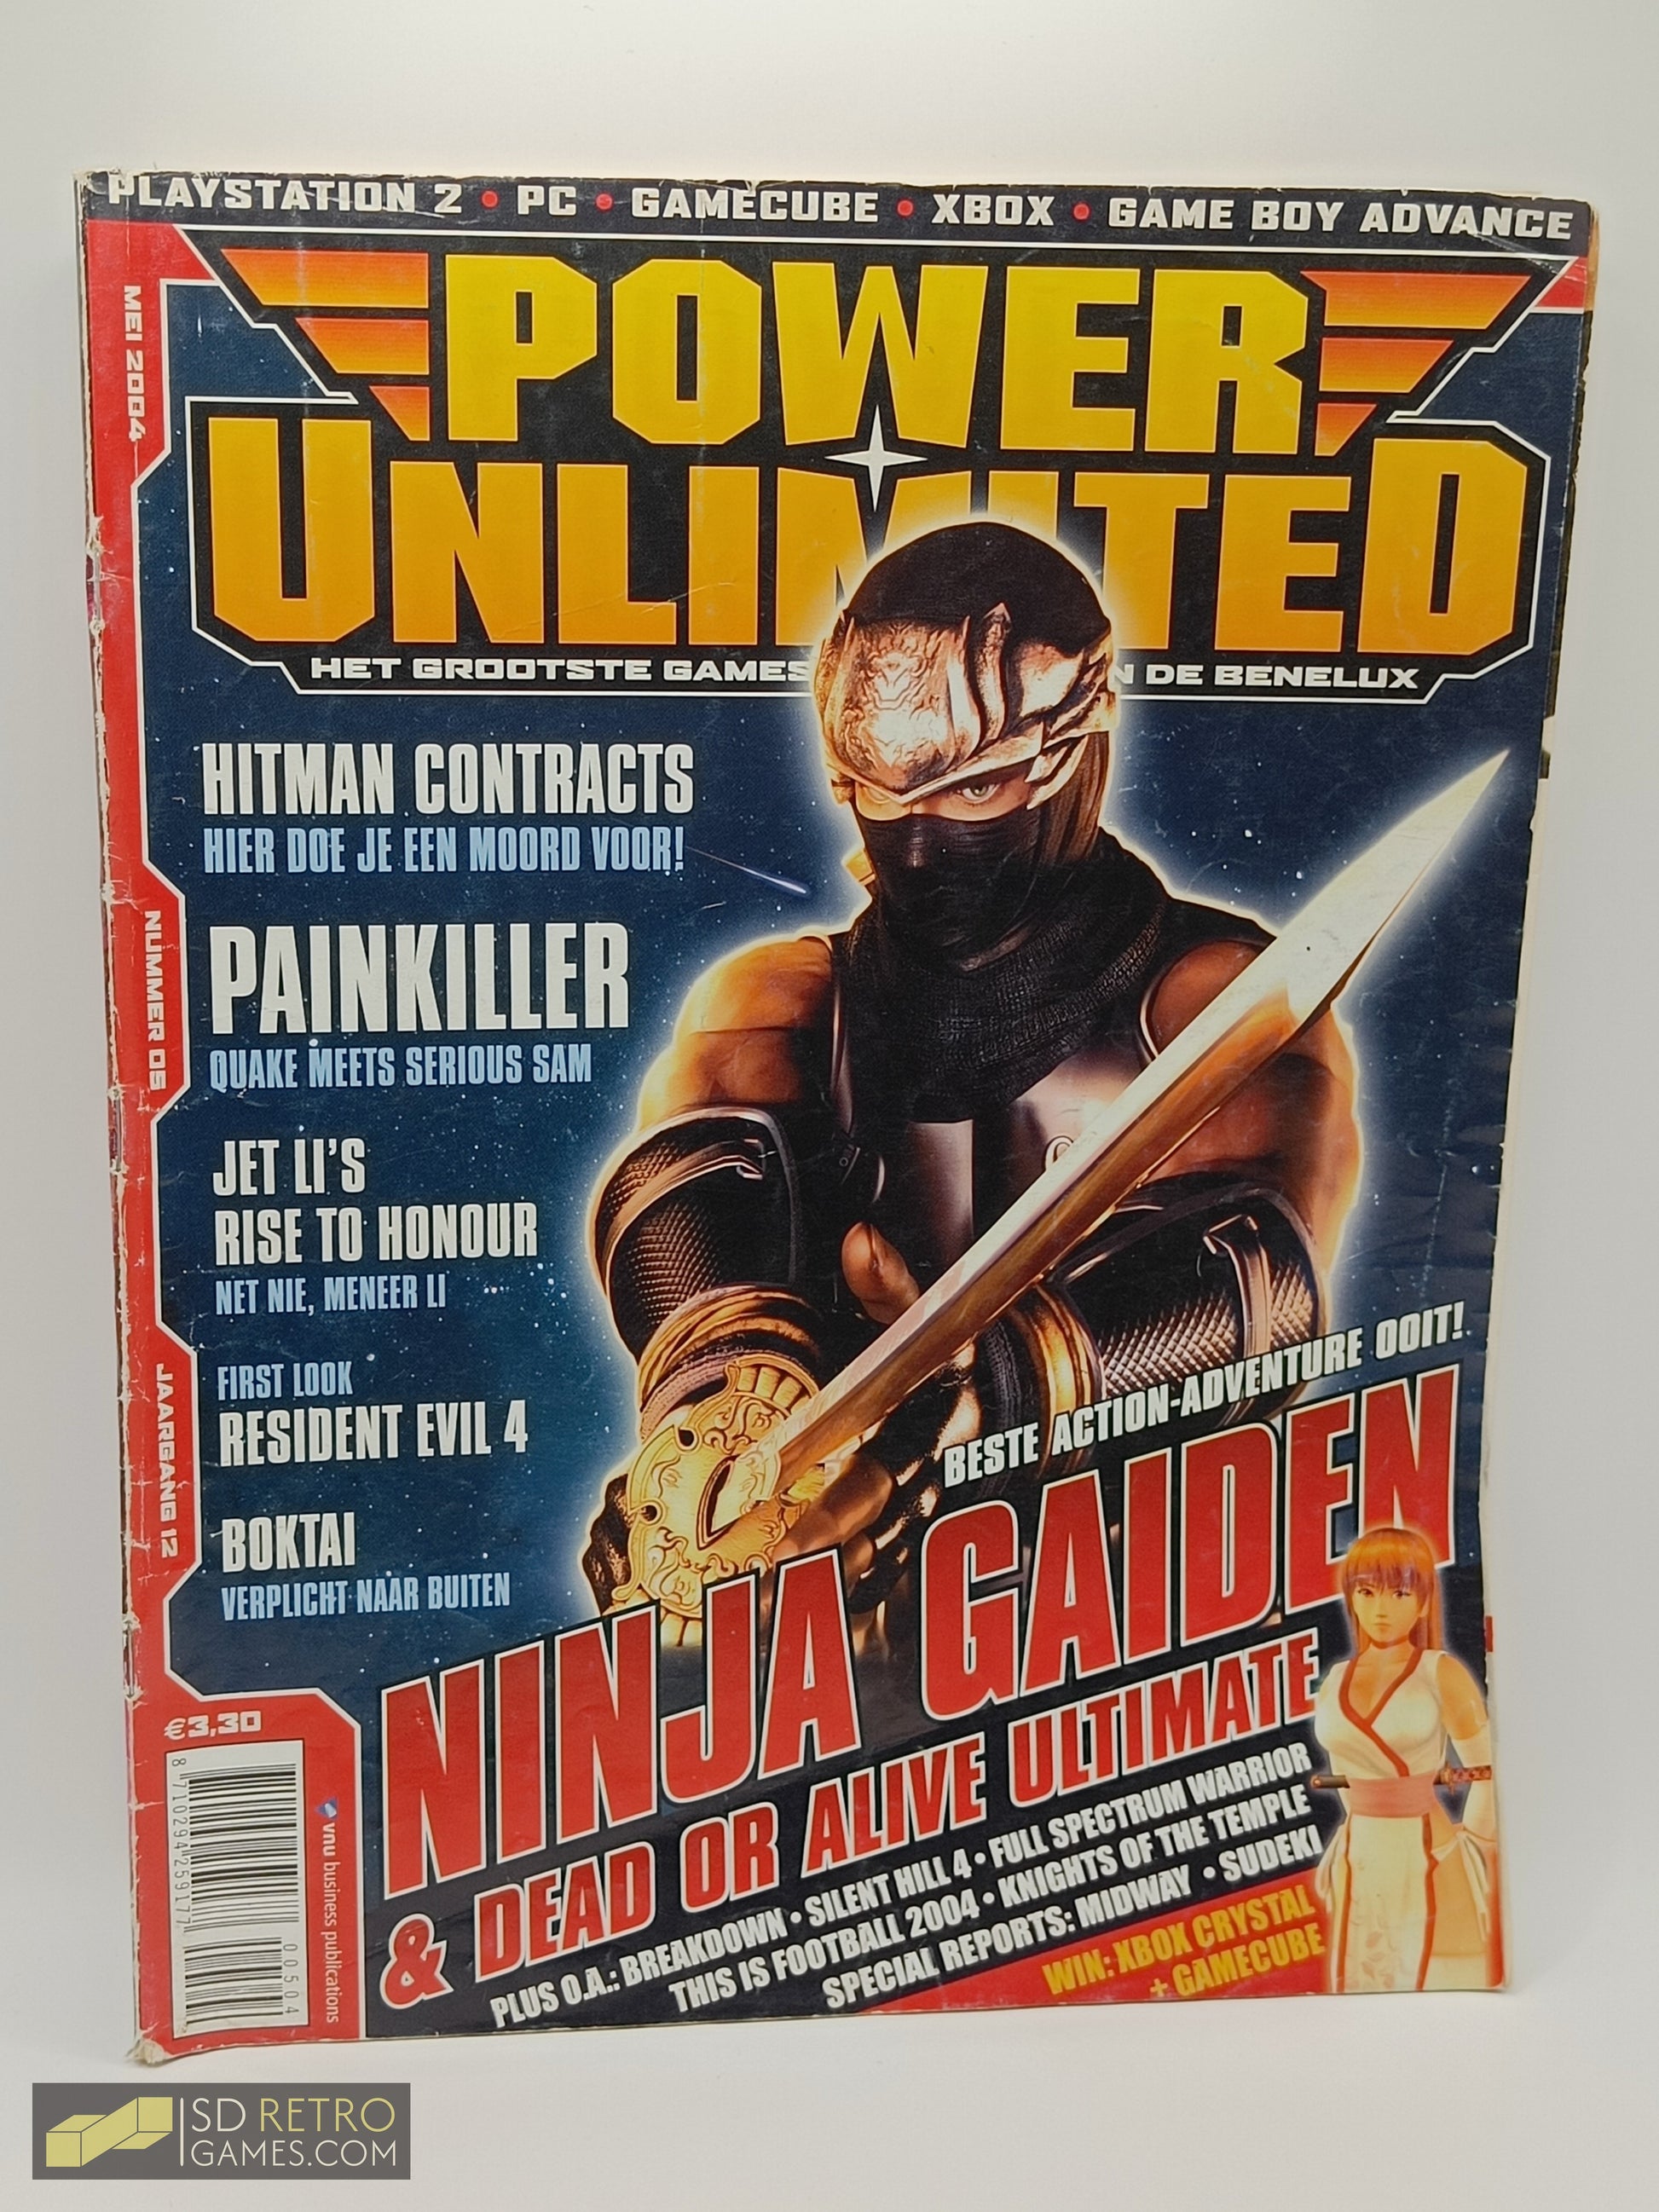 PLAYSTATION 2 • PC • GAMECUBE • XBOX • GAME BOY ADVANCE
MEI 2004
POWER
UNLIMITED
HET GROOTSTE GAMES
N DE BENELUX
HITMAN CONTRACTS
HIER DOE JE EEN MOORD VOOR!
NUMMER 05
PAINKILLER
QUAKE MEETS SERIOUS SAM
JET LI'S
RISE TO HONOUR
NET NIE, MENEER LI
JAARGANG 12
FIRST LOOK
RESIDENT EVIL 4
BOKTAI
VERPLICHT NAAR BUITEN
BESTE ACTION-ADVENTURE OOIT!
NINJA GAIDEN
& DEAD OR ALIVE ULTIMATE
PLUS O.A.: BREAKDOWN • SILENT HILL 4 • FULL SPECTRUM WARRIOR
THIS IS FOOTBALL 2004 • KNIGHTS OF THE TEMPLE
SPECIAL REPORTS: MIDWAY • SUDEKI
WIN: XBOX CRYSTAL
+ GAMECUBE
€3,30
8 710294 259177
00504
vnu business publications
SD RETRO
GAMES.COM